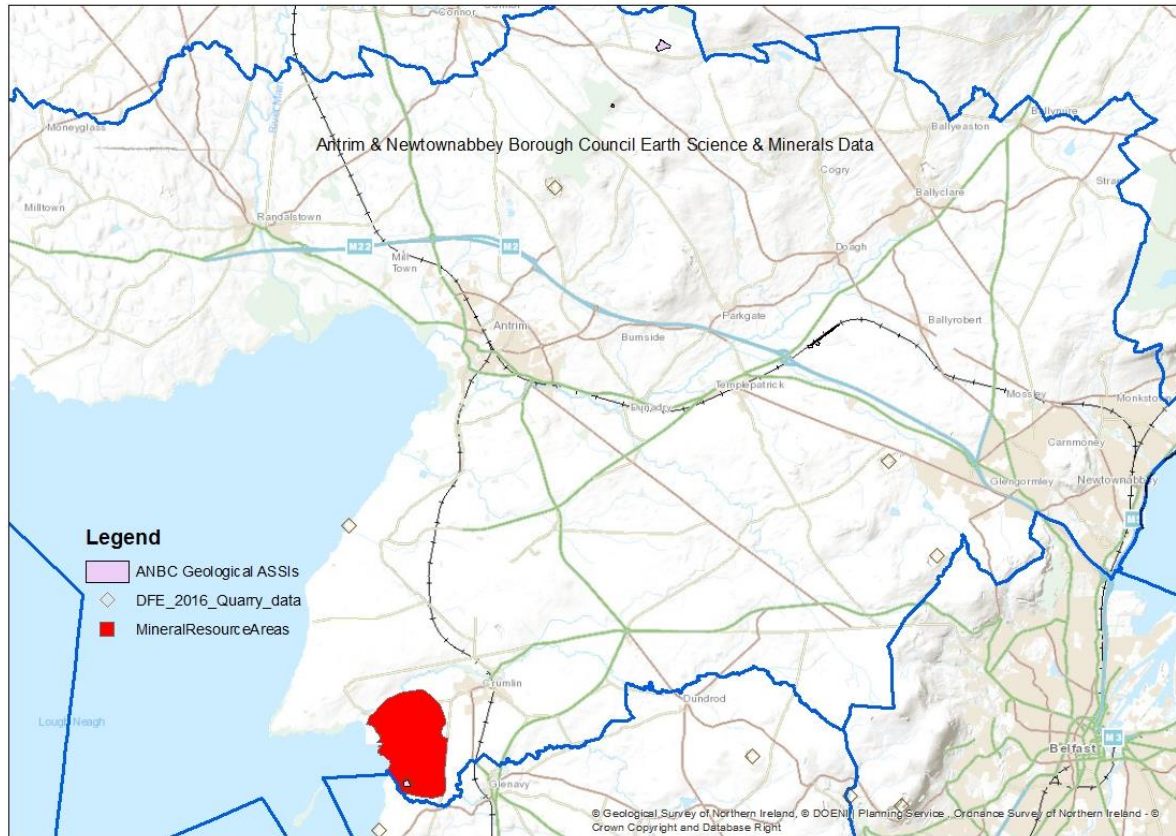 Connor
Moneyglass
Ballynure
Ballyeaston
Antrim & Newtownabbey Borough Council Earth Science & Minerals Data
Cogry
Ballyclare
Milltown
Randalstown
Doagh
M22
M2
Mill
Town
Parkgate
Antrim
Burnside
Ballyrobert
Templepatrick
Dunadry
Mossley
Carnmoney
Glengormley
Newtownabbey
Legend
ANBC Geological ASSIs
DFE_2016_Quarry_data
MineralResourceAreas
Crumlin
Dundrod
Lough Neagh
Glenavy
M3
Belfast
© Geological Survey of Northern Ireland, © DOENI Planning Service , Ordnance Survey of Northern Ireland - ©
Crown Copyright and Database Right